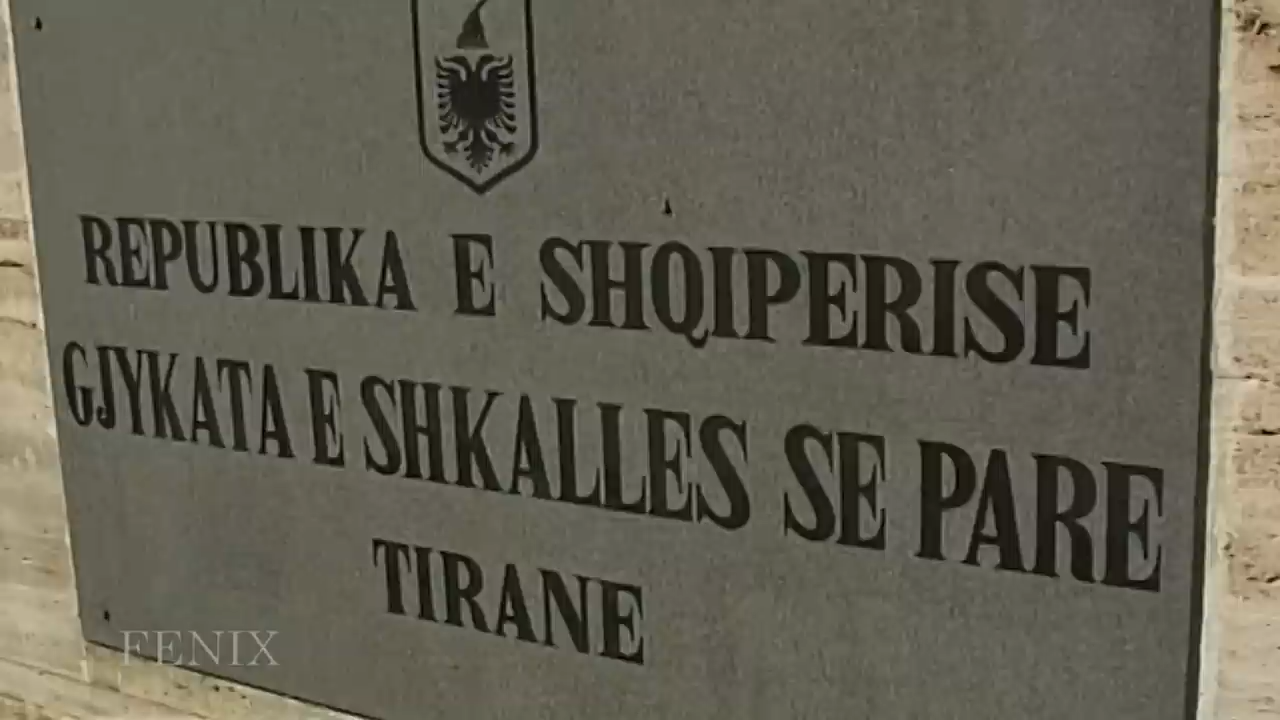 REPUBLIKA E SHQIPERISE
GJYKATA E SHKALLES SE PARE
TIRANE
FENIX